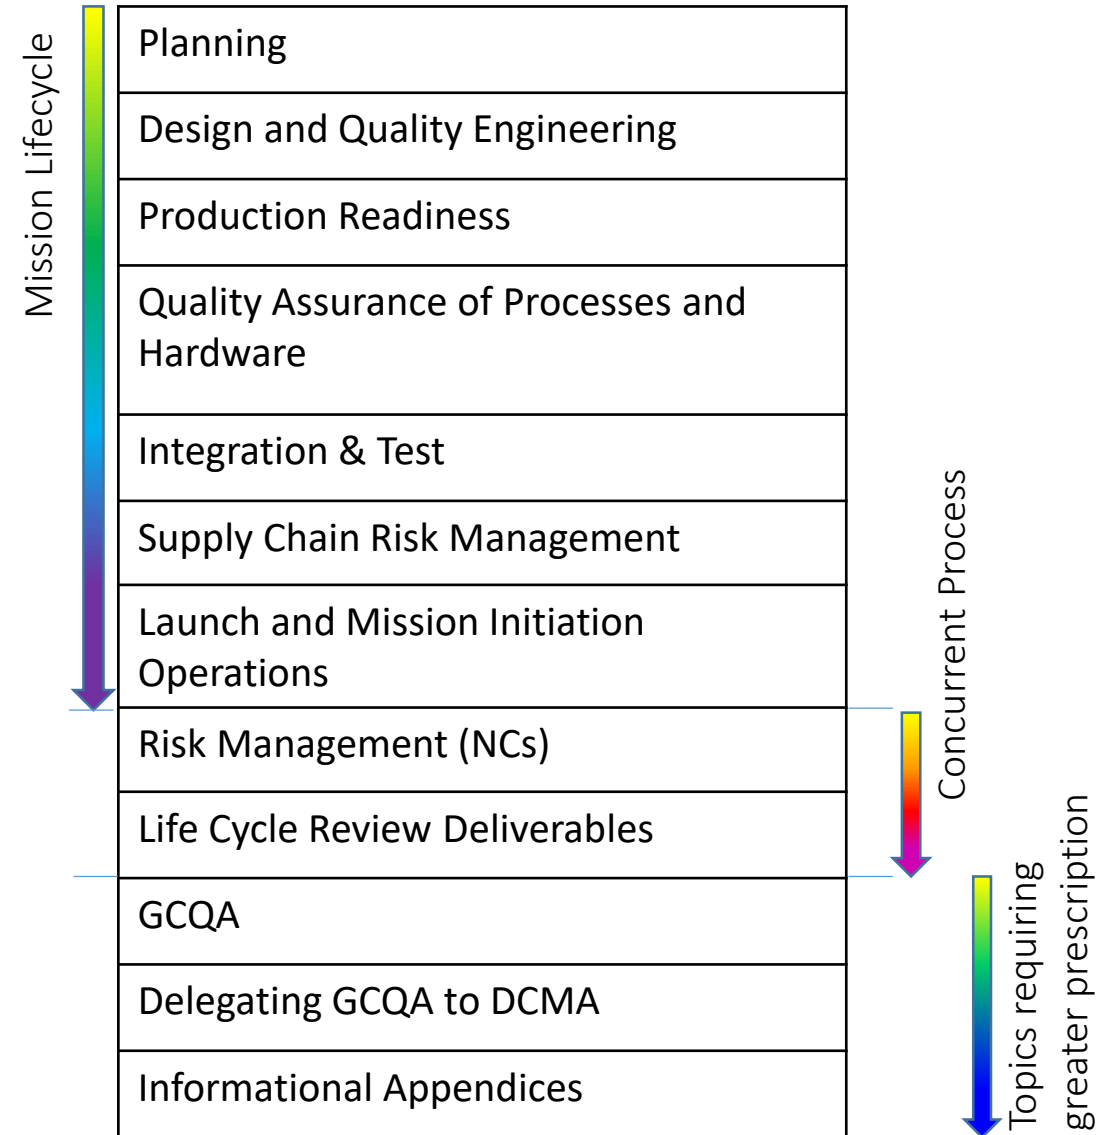 Mission Lifecycle
Planning
Design and Quality Engineering
Production Readiness
Quality Assurance of Processes and
Hardware
Integration & Test
Supply Chain Risk Management
Launch and Mission Initiation
Operations
Risk Management (NCs)
Life Cycle Review Deliverables
Concurrent Process
GCQA
Delegating GCQA to DCMA
Informational Appendices
Topics requiring
greater prescription